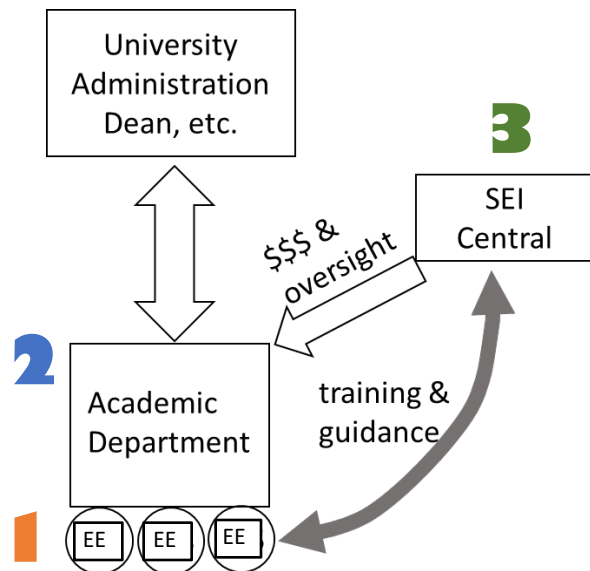 University
Administration
Dean, etc.
3
SEI
Central
$$$ &
oversight
2
Academic
Department
training &
guidance
1
EE
EE
EE